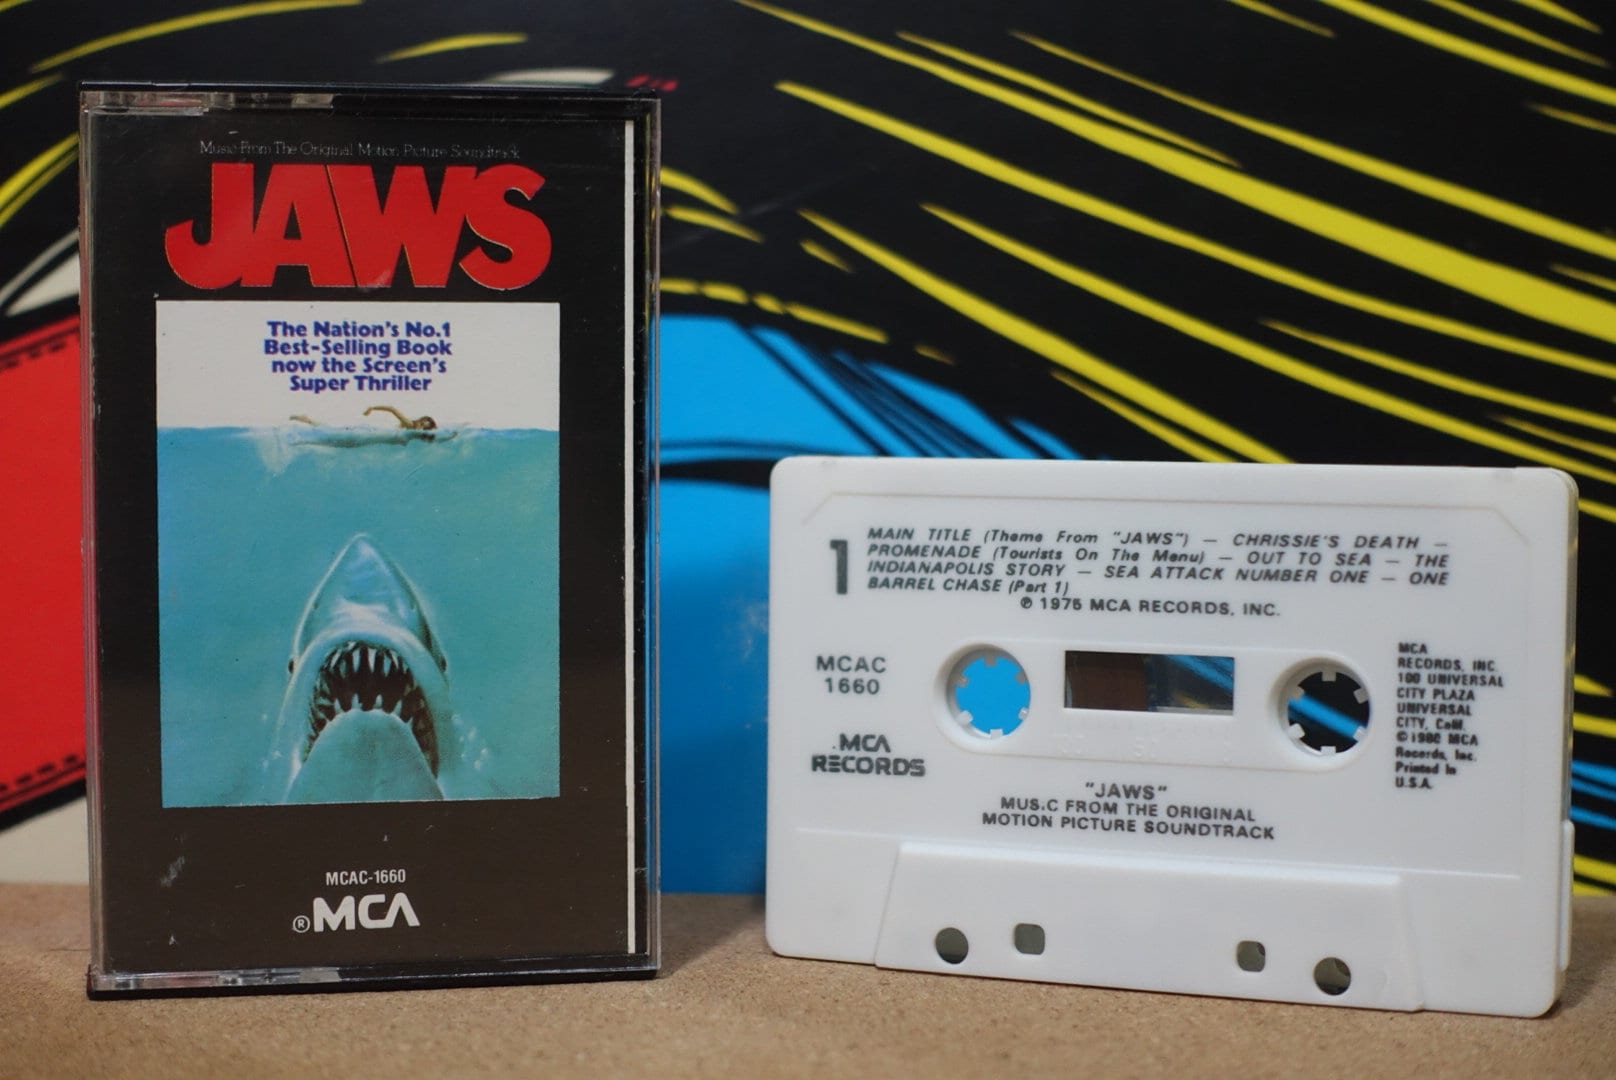 Music From The Original Motion Picture Soundtrack
JAWS
The Nation's No.1
Best-Selling Book
now the Screen's
Super Thriller
MCAC-1660
®MCA
1
MAIN TITLE (Theme From "JAWS") — CHRISSIE'S DEATH —
PROMENADE (Tourists On The Menu) — OUT TO SEA — THE
INDIANAPOLIS STORY — SEA ATTACK NUMBER ONE — ONE
BARREL CHASE (Part 1)
℗ 1975 MCA RECORDS, INC.
MCAC
1660
MCA
RECORDS
MCA
RECORDS, INC.
100 UNIVERSAL
CITY PLAZA
UNIVERSAL
CITY, Calif.
© 1980 MCA
Records, Inc.
Printed In
U.S.A.
"JAWS"
MUSIC FROM THE ORIGINAL
MOTION PICTURE SOUNDTRACK